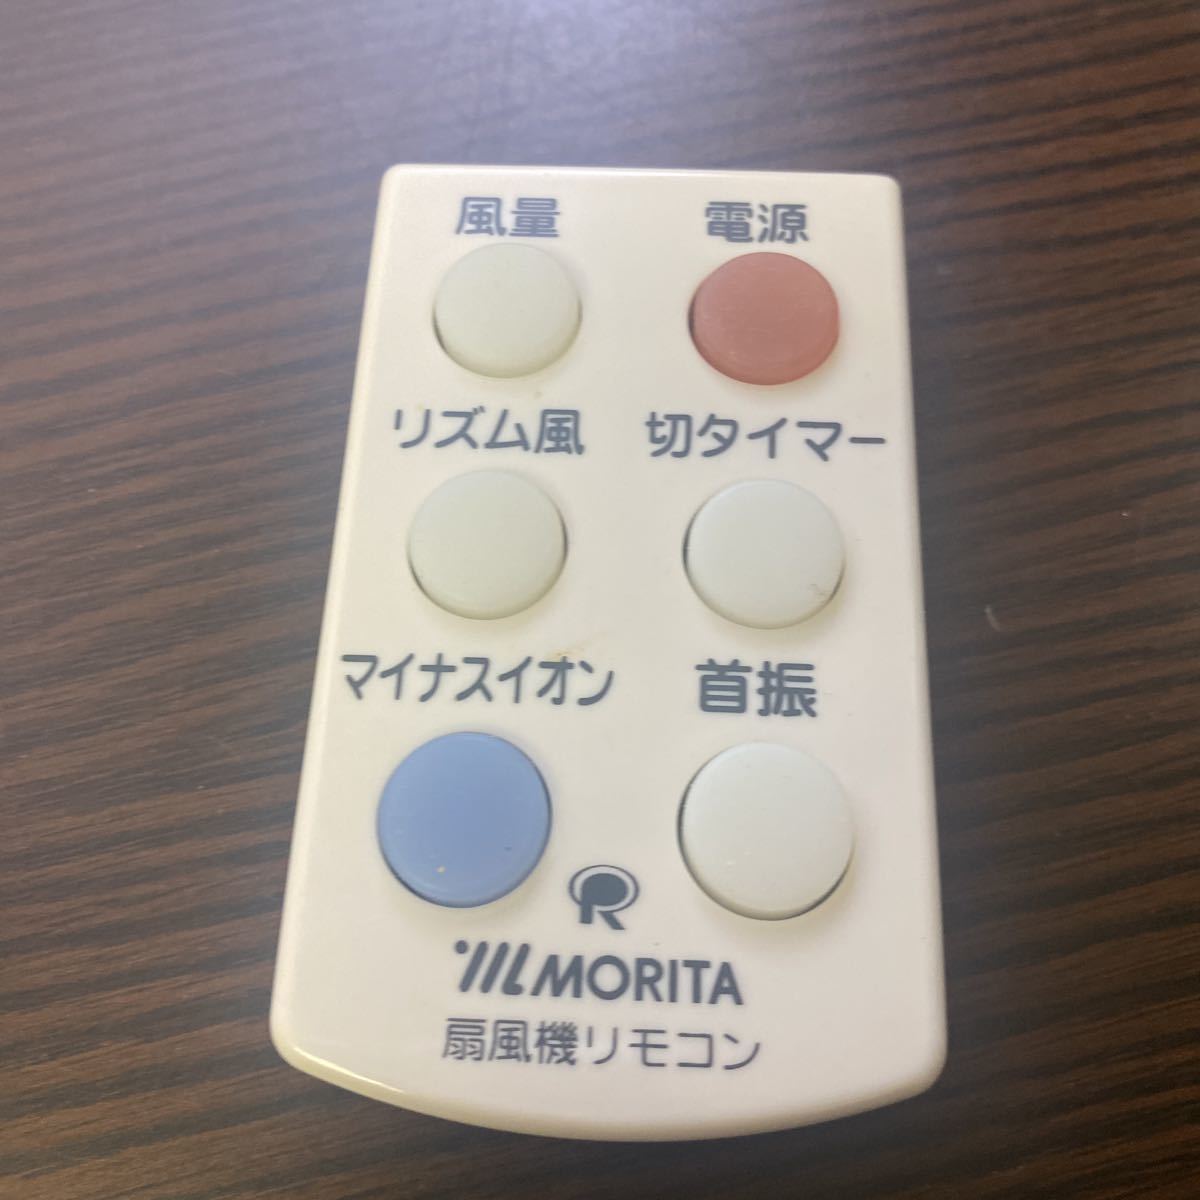 風量 電源
リズム風 切タイマー
マイナスイオン 首振
R
MORITA
扇風機リモコン